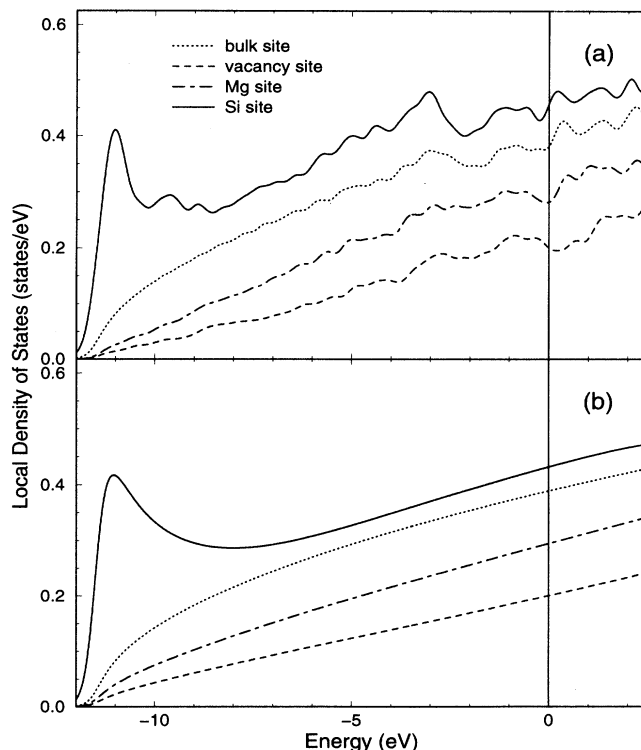 0.6
bulk site
vacancy site
Mg site
Si site
(a)
0.4
0.2
0.0
Local Density of States (states/eV)
0.6
(b)
0.4
0.2
0.0
−10
−5
0
Energy (eV)